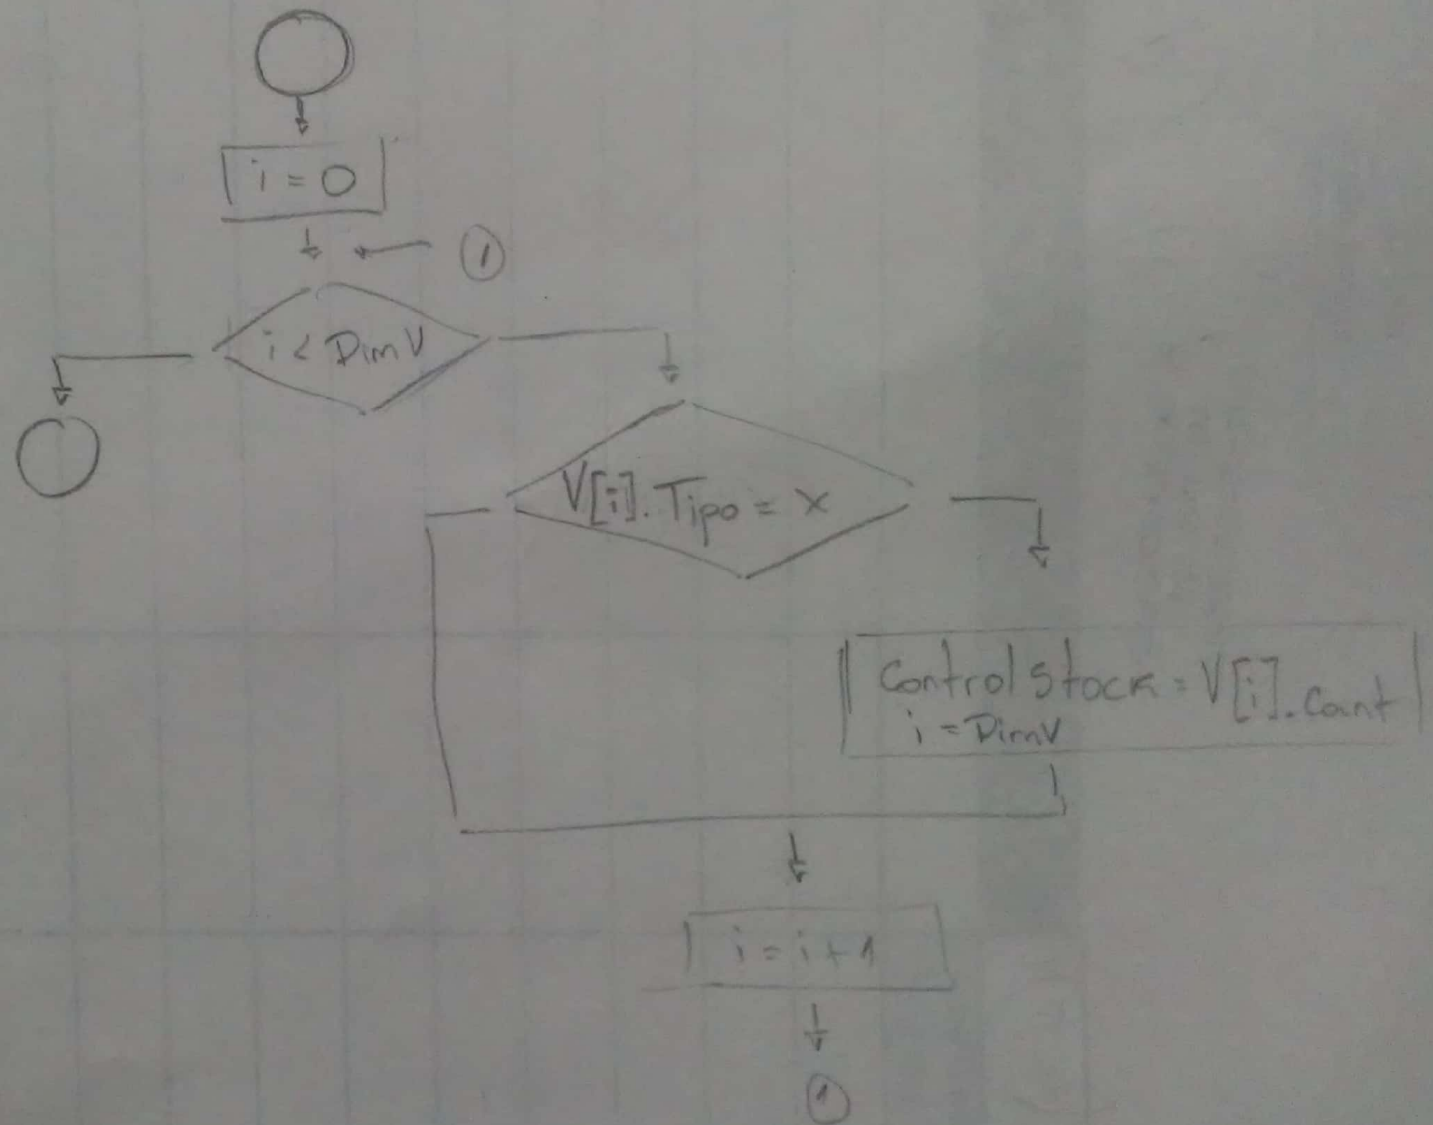 i = 0
1
i < DimV
V[i].Tipo = x
Control Stock = V[i].Cant
i = DimV
i = i + 1
1